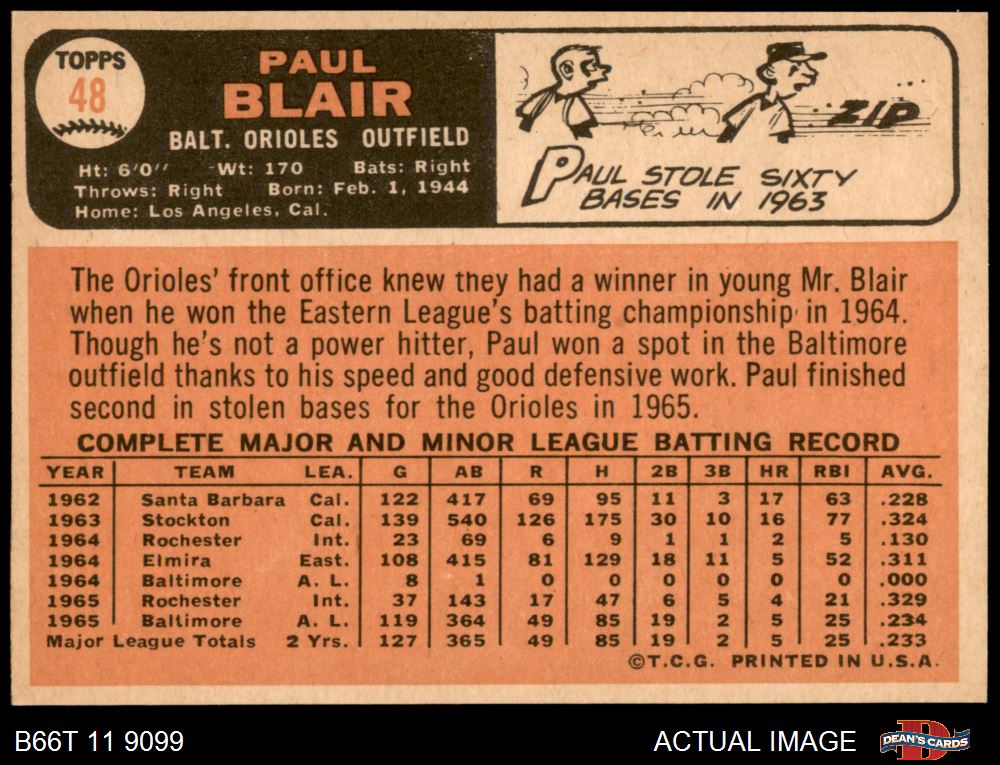 TOPPS
48
PAUL
BLAIR
BALT. ORIOLES OUTFIELD
Ht: 6'0" Wt: 170 Bats: Right
Throws: Right Born: Feb. 1, 1944
Home: Los Angeles, Cal.
ZIP
PAUL STOLE SIXTY
BASES IN 1963
The Orioles' front office knew they had a winner in young Mr. Blair
when he won the Eastern League's batting championship in 1964.
Though he's not a power hitter, Paul won a spot in the Baltimore
outfield thanks to his speed and good defensive work. Paul finished
second in stolen bases for the Orioles in 1965.
COMPLETE MAJOR AND MINOR LEAGUE BATTING RECORD
YEAR TEAM LEA. G AB R H 2B 3B HR RBI AVG.
1962 Santa Barbara Cal. 122 417 69 95 11 3 17 63 .228
1963 Stockton Cal. 139 540 126 175 30 10 16 77 .324
1964 Rochester Int. 23 69 6 9 1 1 2 5 .130
1964 Elmira East. 108 415 81 129 18 11 5 52 .311
1964 Baltimore A. L. 8 1 0 0 0 0 0 0 .000
1965 Rochester Int. 37 143 17 47 6 5 4 21 .329
1965 Baltimore A. L. 119 364 49 85 19 2 5 25 .234
Major League Totals 2 Yrs. 127 365 49 85 19 2 5 25 .233
©T.C.G. PRINTED IN U.S.A.
B66T 11 9099
ACTUAL IMAGE
DEAN'S CARDS